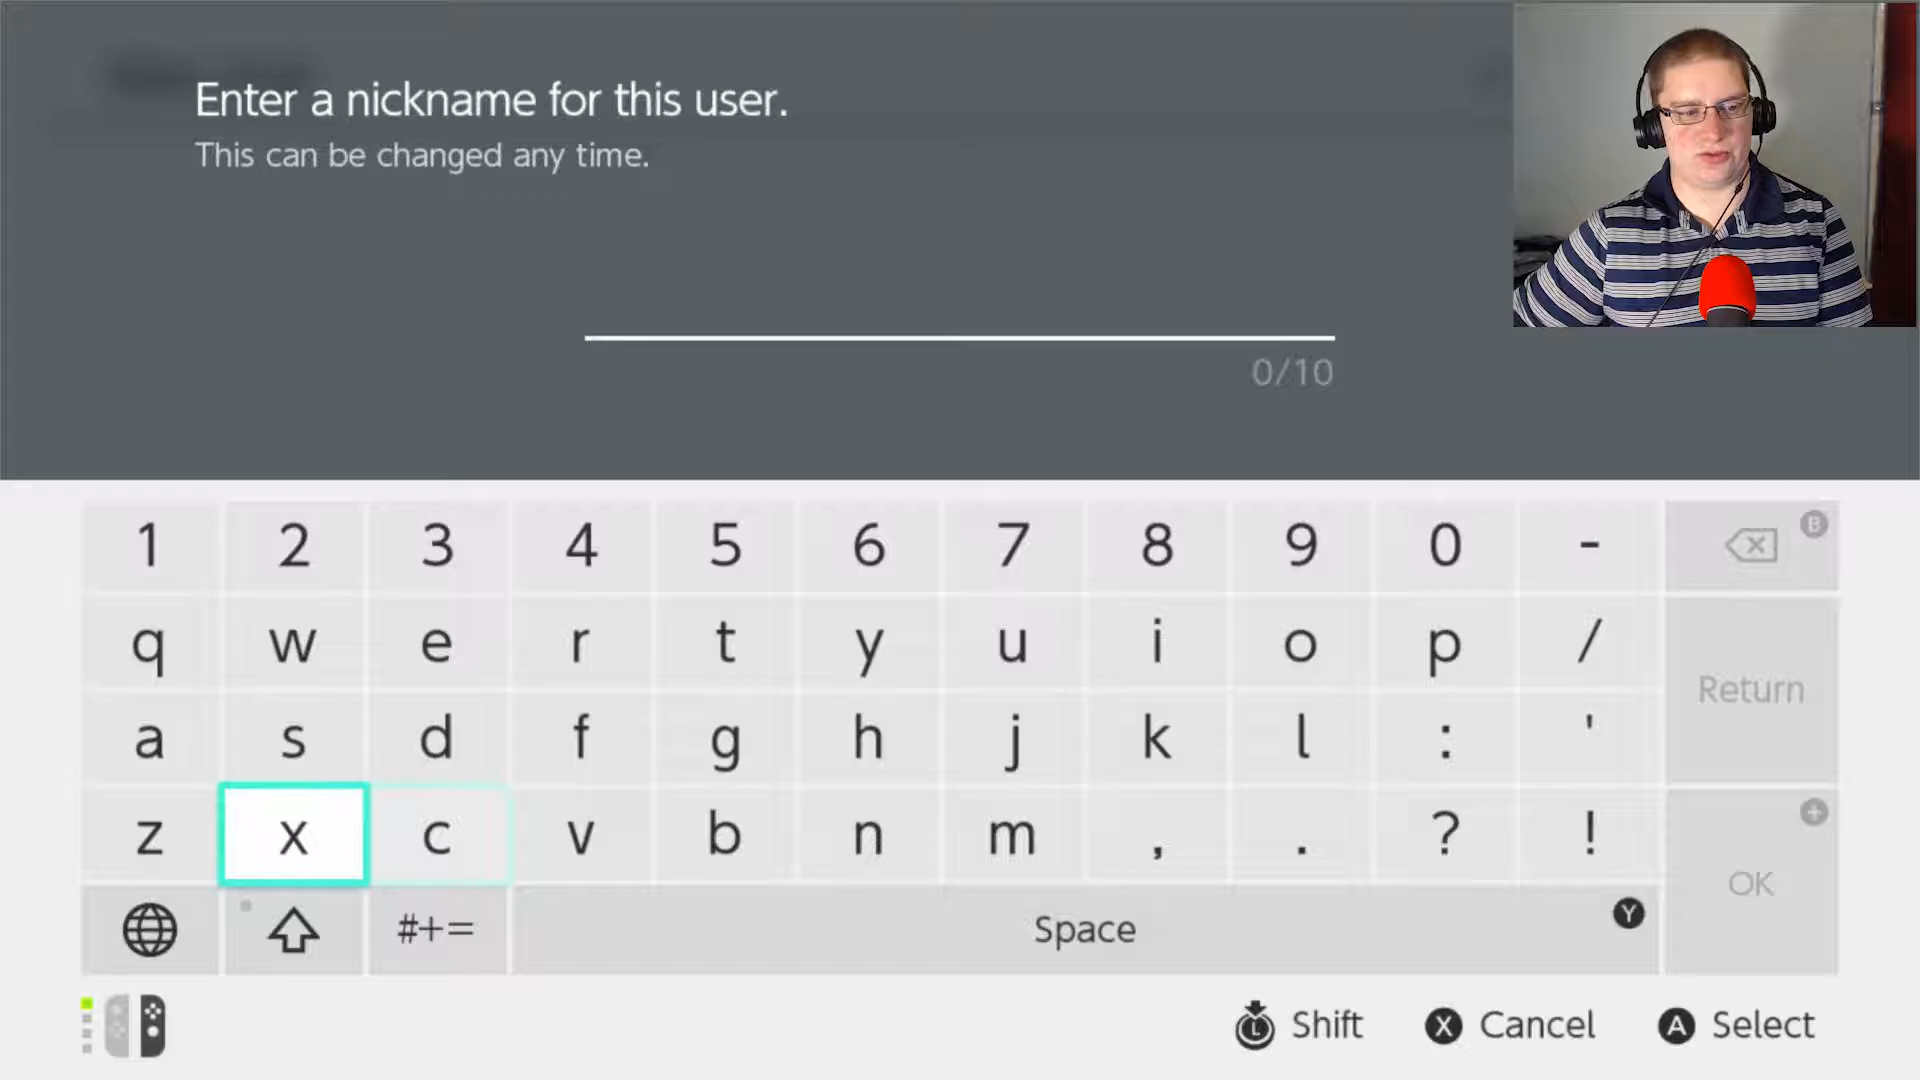 Enter a nickname for this user.
This can be changed any time.
0/10
1 2 3 4 5 6 7 8 9 0 - B
q w e r t y u i o p / Return
a s d f g h j k l : '
z x c v b n m , . ? ! + OK
#+= Space Y
L Shift X Cancel A Select